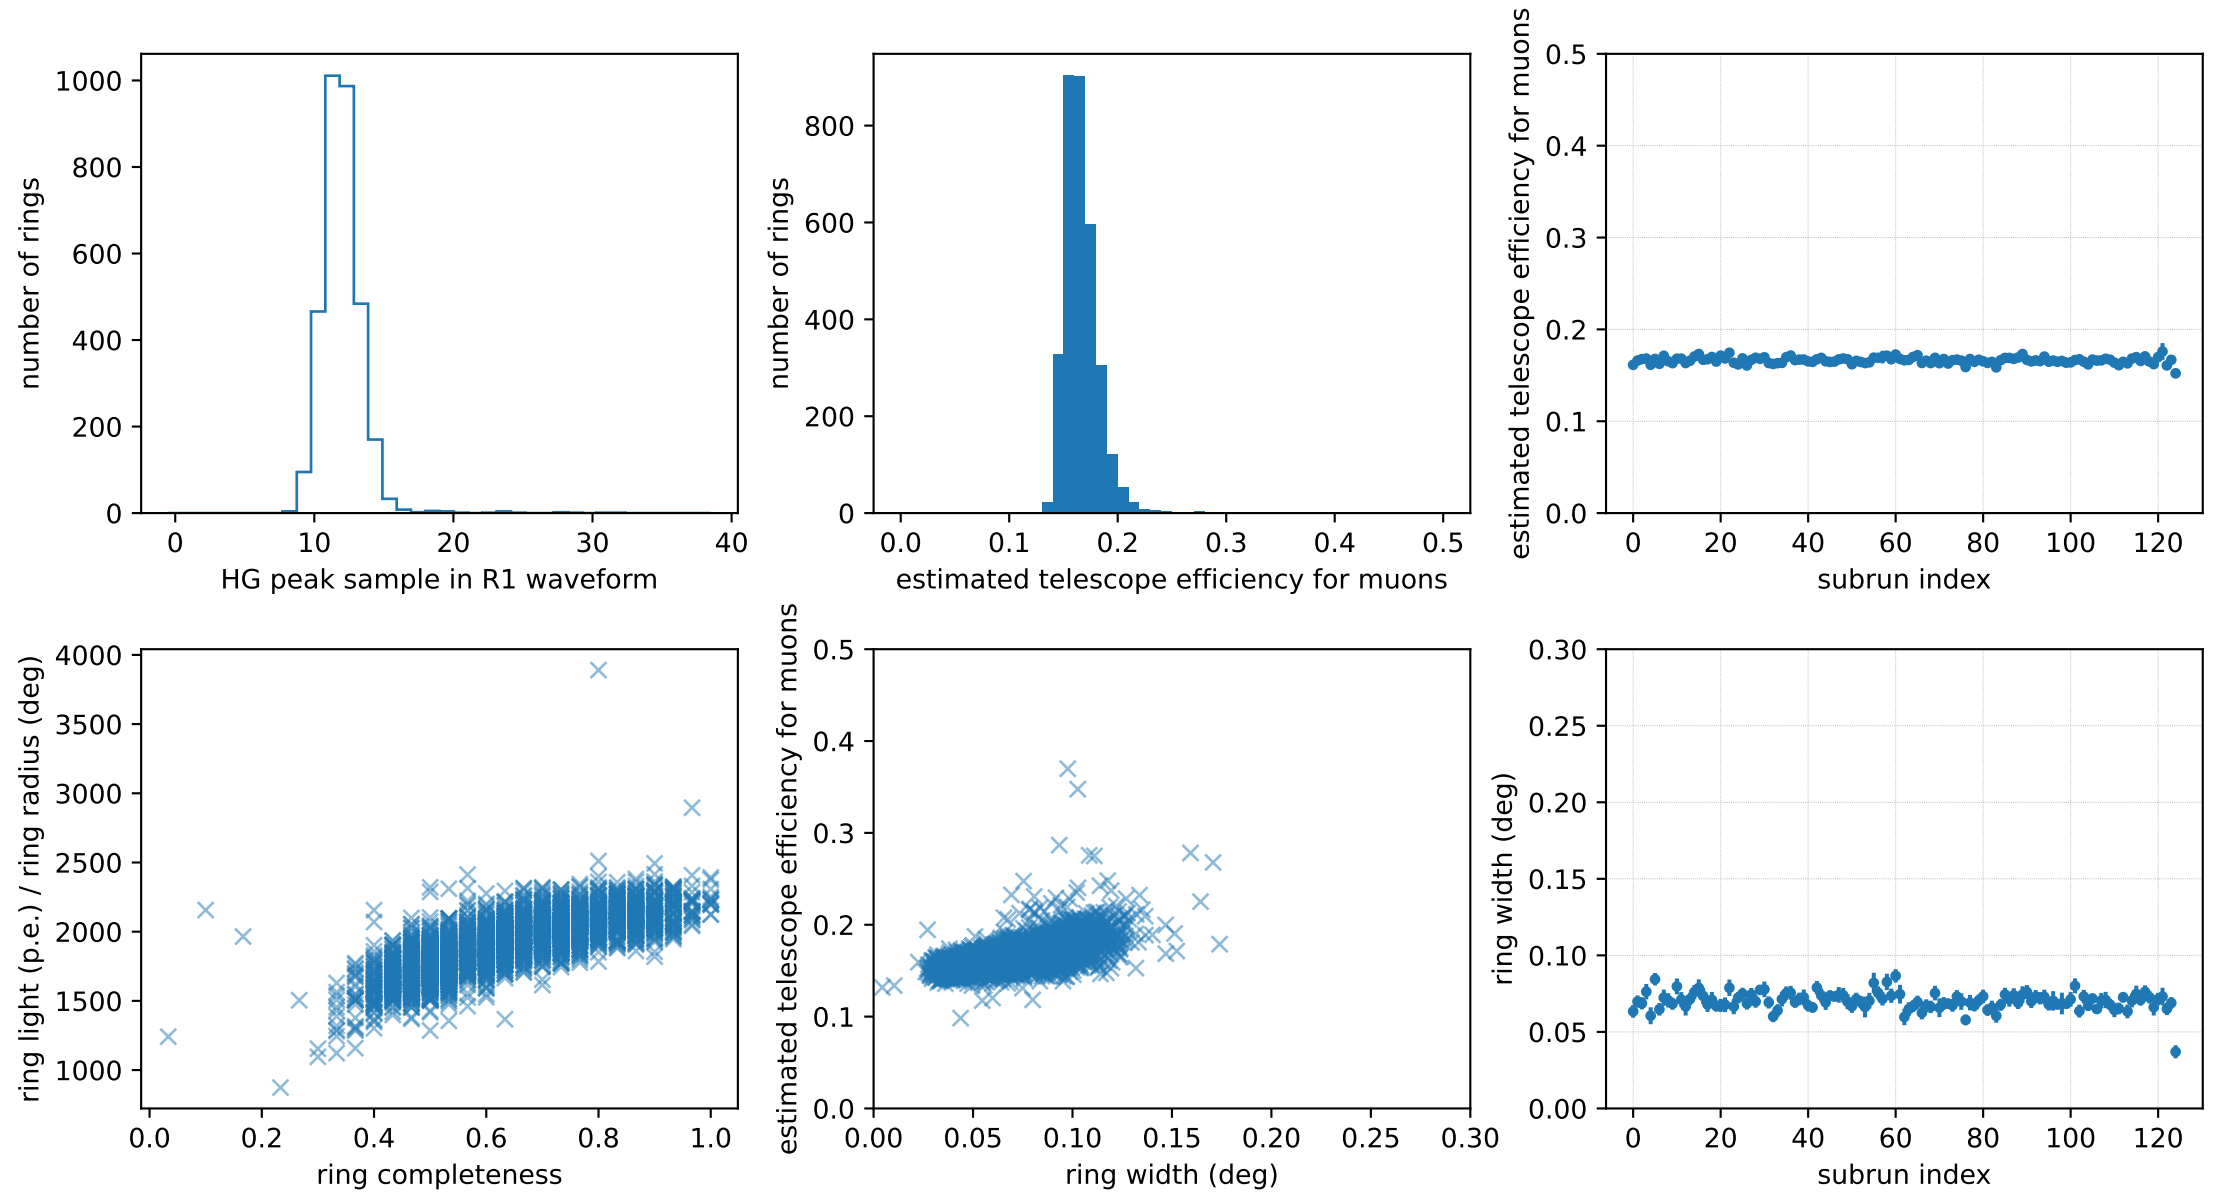 1000
800
600
400
200
0
number of rings
0 10 20 30 40
HG peak sample in R1 waveform
800
600
400
200
0
number of rings
0.0 0.1 0.2 0.3 0.4 0.5
estimated telescope efficiency for muons
0.5
0.4
0.3
0.2
0.1
0.0
estimated telescope efficiency for muons
0 20 40 60 80 100 120
subrun index
4000
3500
3000
2500
2000
1500
1000
ring light (p.e.) / ring radius (deg)
0.0 0.2 0.4 0.6 0.8 1.0
ring completeness
0.5
0.4
0.3
0.2
0.1
0.0
estimated telescope efficiency for muons
0.00 0.05 0.10 0.15 0.20 0.25 0.30
ring width (deg)
0.30
0.25
0.20
0.15
0.10
0.05
0.00
ring width (deg)
0 20 40 60 80 100 120
subrun index